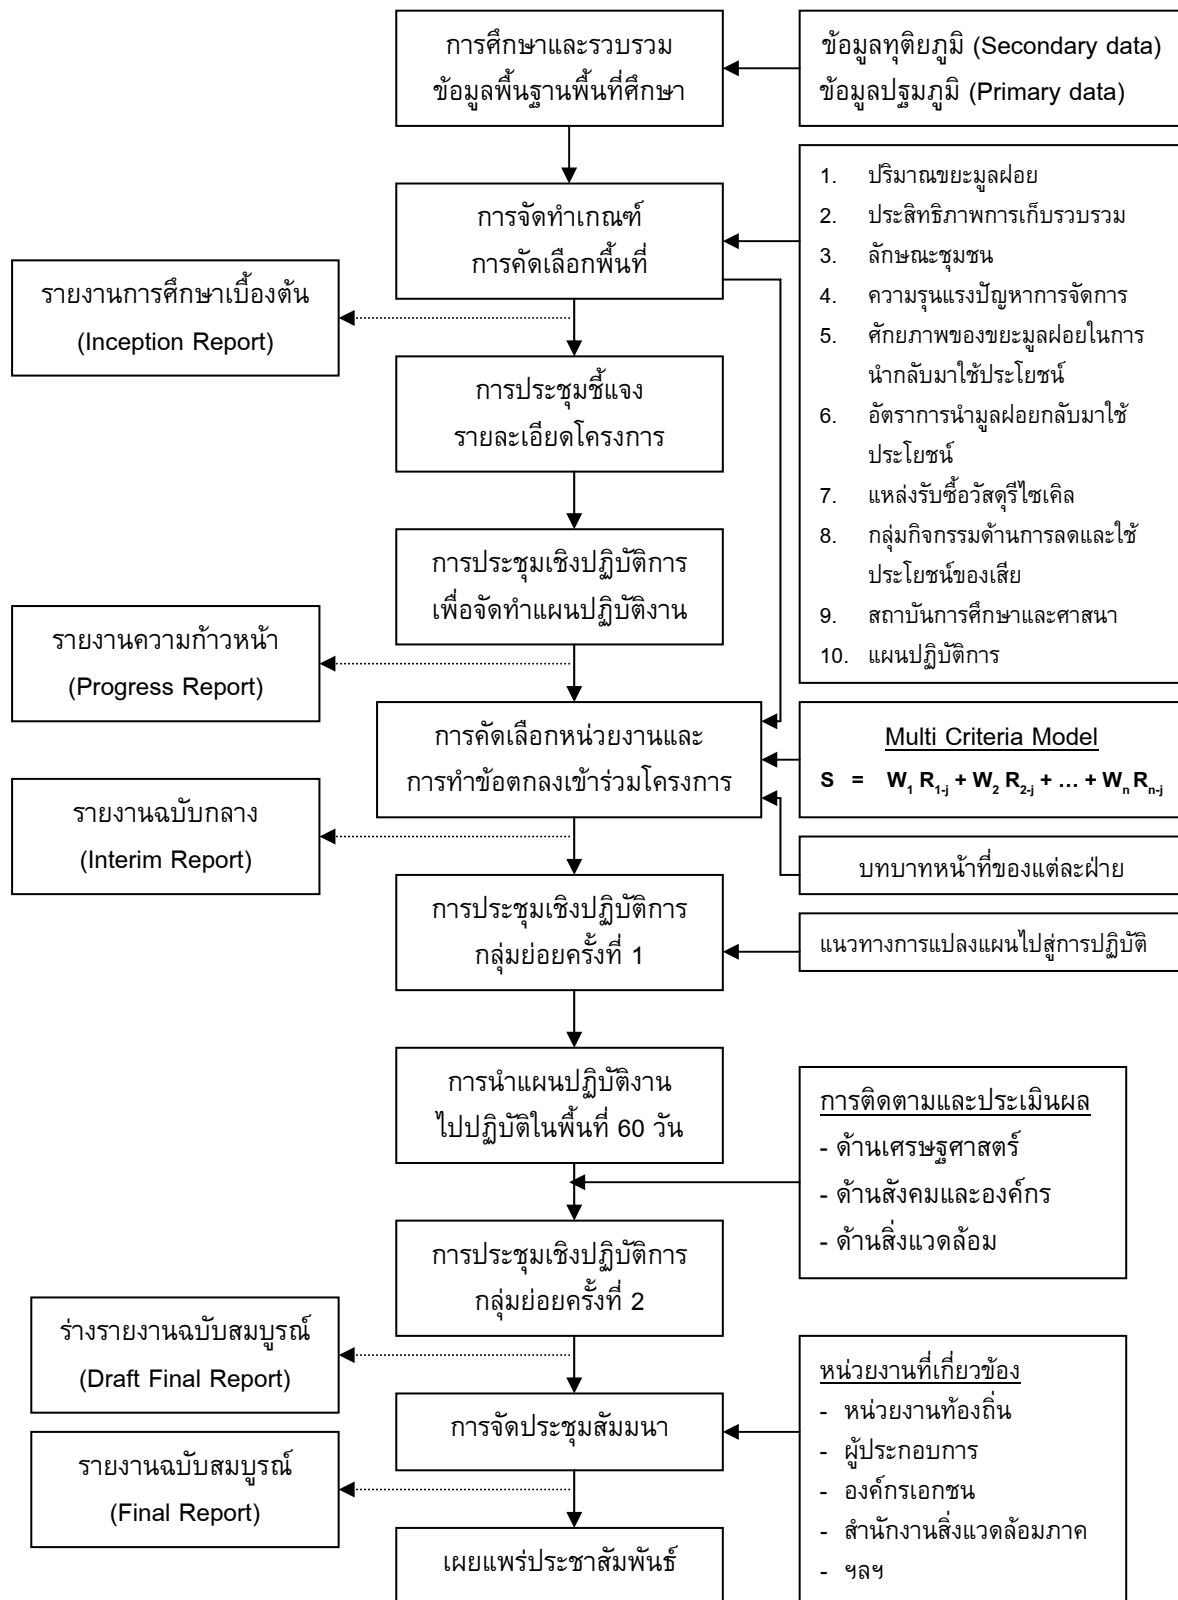 การศึกษาและรวบรวม
ข้อมูลพื้นฐานพื้นที่ศึกษา
ข้อมูลทุติยภูมิ (Secondary data)
ข้อมูลปฐมภูมิ (Primary data)
การจัดทำเกณฑ์
การคัดเลือกพื้นที่
1. ปริมาณขยะมูลฝอย
2. ประสิทธิภาพการเก็บรวบรวม
3. ลักษณะชุมชน
4. ความรุนแรงปัญหาการจัดการ
5. ศักยภาพของขยะมูลฝอยในการ
นำกลับมาใช้ประโยชน์
6. อัตราการนำมูลฝอยกลับมาใช้
ประโยชน์
7. แหล่งรับซื้อวัสดุรีไซเคิล
8. กลุ่มกิจกรรมด้านการลดและใช้
ประโยชน์ของเสีย
9. สถาบันการศึกษาและศาสนา
10. แผนปฏิบัติการ
รายงานการศึกษาเบื้องต้น
(Inception Report)
การประชุมชี้แจง
รายละเอียดโครงการ
การประชุมเชิงปฏิบัติการ
เพื่อจัดทำแผนปฏิบัติงาน
รายงานความก้าวหน้า
(Progress Report)
การคัดเลือกหน่วยงานและ
การทำข้อตกลงเข้าร่วมโครงการ
Multi Criteria Model
S = W₁ R₁₋ⱼ + W₂ R₂₋ⱼ + … + Wₙ Rₙ₋ⱼ
รายงานฉบับกลาง
(Interim Report)
บทบาทหน้าที่ของแต่ละฝ่าย
การประชุมเชิงปฏิบัติการ
กลุ่มย่อยครั้งที่ 1
แนวทางการแปลงแผนไปสู่การปฏิบัติ
การนำแผนปฏิบัติงาน
ไปปฏิบัติในพื้นที่ 60 วัน
การติดตามและประเมินผล
- ด้านเศรษฐศาสตร์
- ด้านสังคมและองค์กร
- ด้านสิ่งแวดล้อม
การประชุมเชิงปฏิบัติการ
กลุ่มย่อยครั้งที่ 2
ร่างรายงานฉบับสมบูรณ์
(Draft Final Report)
การจัดประชุมสัมมนา
หน่วยงานที่เกี่ยวข้อง
- หน่วยงานท้องถิ่น
- ผู้ประกอบการ
- องค์กรเอกชน
- สำนักงานสิ่งแวดล้อมภาค
- ฯลฯ
รายงานฉบับสมบูรณ์
(Final Report)
เผยแพร่ประชาสัมพันธ์